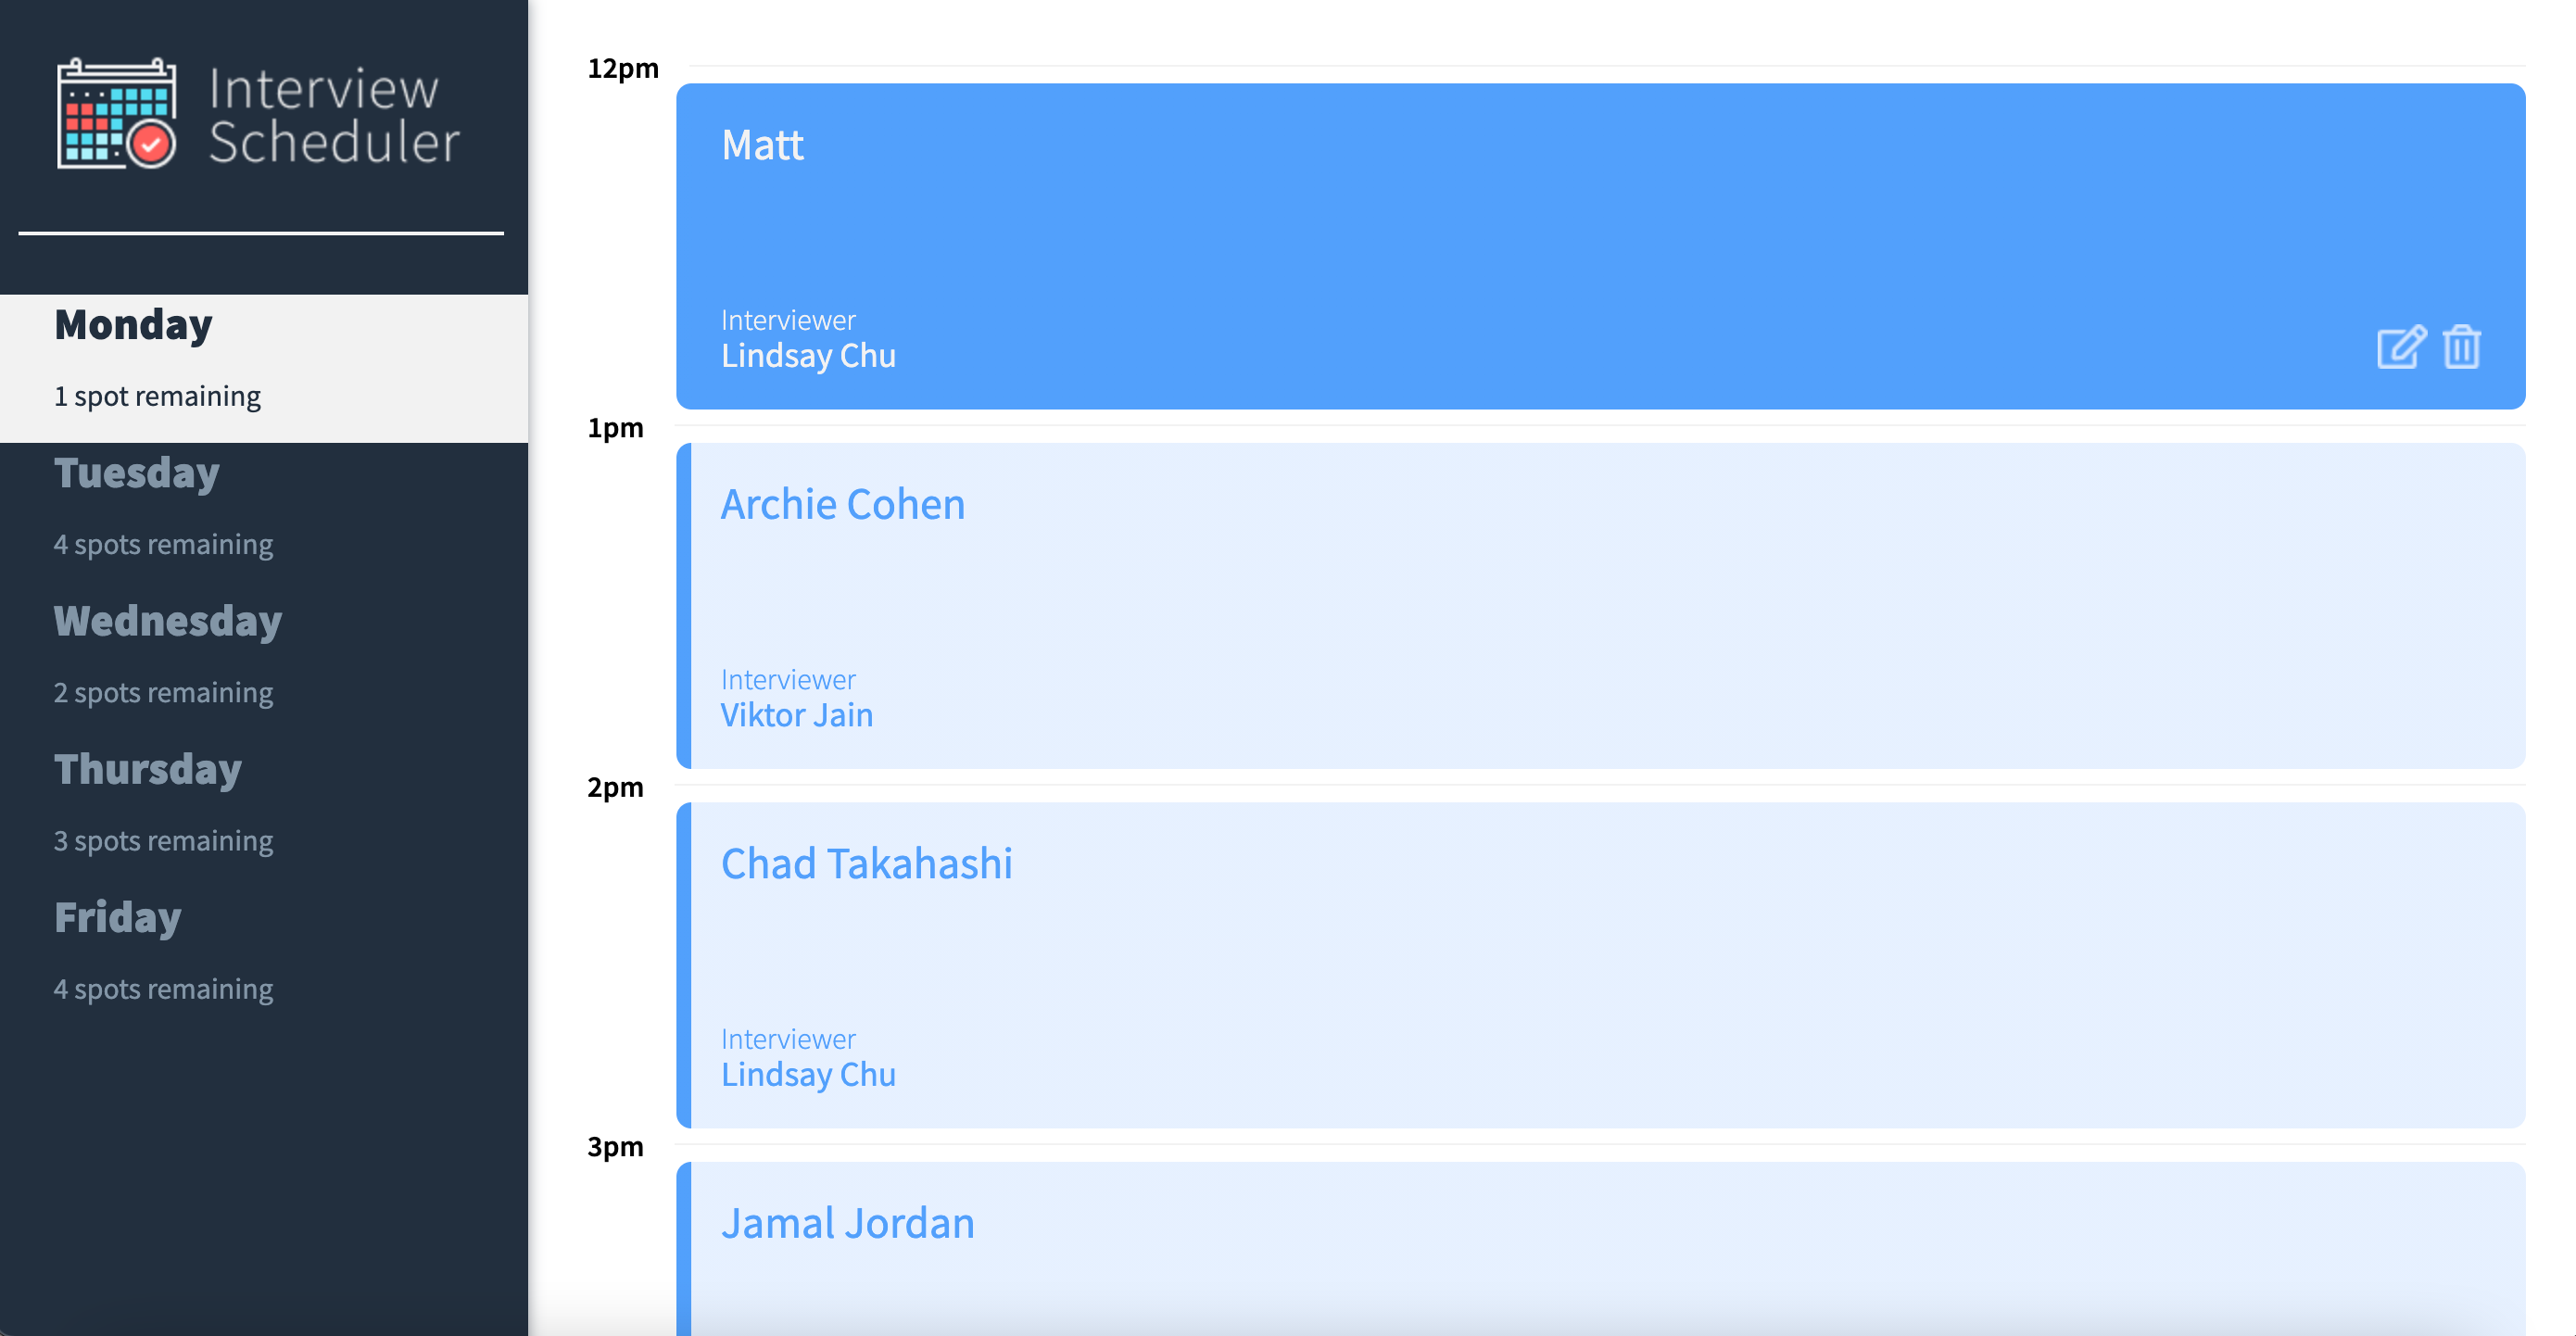 Interview
Scheduler
Monday
1 spot remaining
Tuesday
4 spots remaining
Wednesday
2 spots remaining
Thursday
3 spots remaining
Friday
4 spots remaining
12pm
Matt
Interviewer
Lindsay Chu
1pm
Archie Cohen
Interviewer
Viktor Jain
2pm
Chad Takahashi
Interviewer
Lindsay Chu
3pm
Jamal Jordan